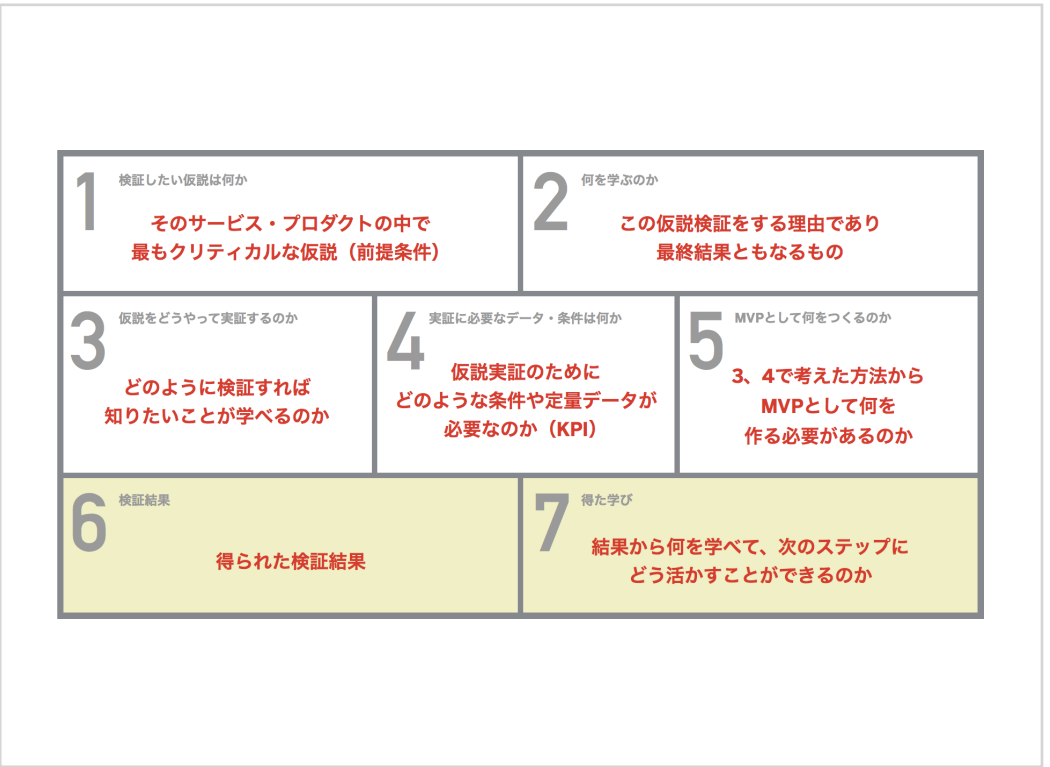 1
検証したい仮説は何か
そのサービス・プロダクトの中で
最もクリティカルな仮説（前提条件）
2
何を学ぶのか
この仮説検証をする理由であり
最終結果ともなるもの
3
仮説をどうやって実証するのか
どのように検証すれば
知りたいことが学べるのか
4
実証に必要なデータ・条件は何か
仮説実証のために
どのような条件や定量データが
必要なのか（KPI）
5
MVPとして何をつくるのか
3、4で考えた方法から
MVPとして何を
作る必要があるのか
6
検証結果
得られた検証結果
7
得た学び
結果から何を学べて、次のステップに
どう活かすことができるのか